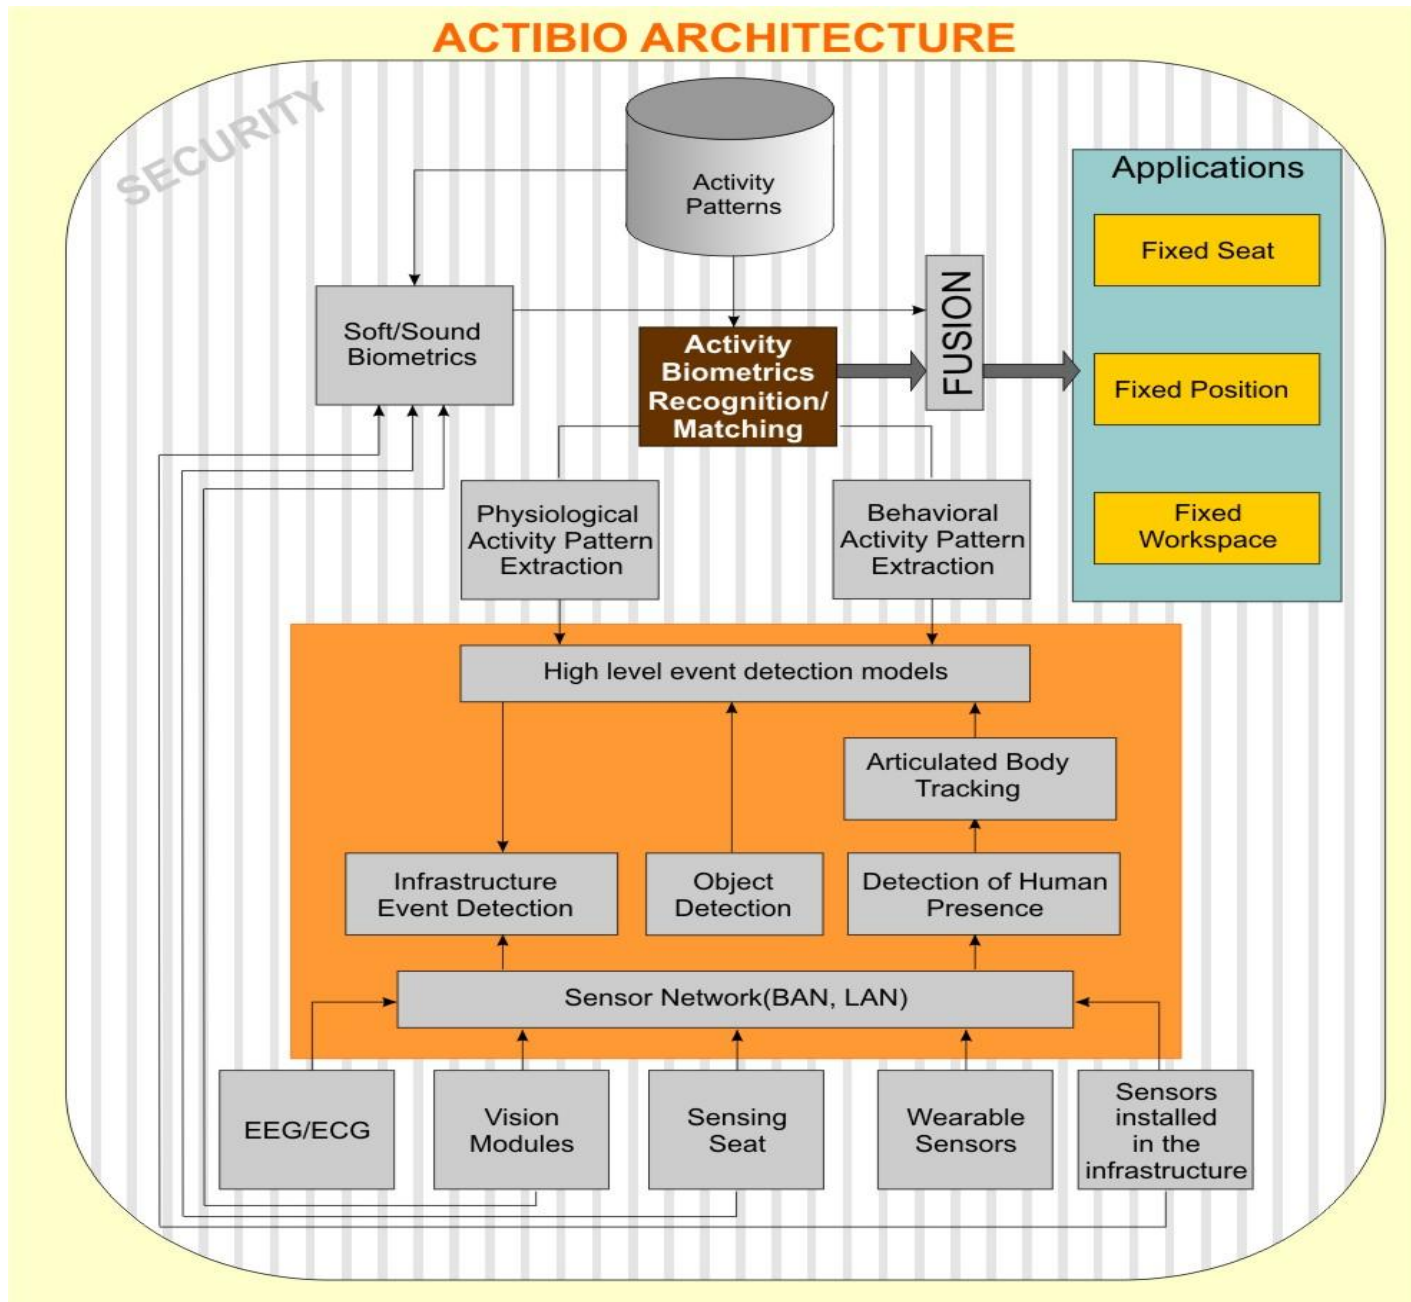 ACTIBIO ARCHITECTURE
SECURITY
Activity
Patterns
Applications
Fixed Seat
Fixed Position
Fixed
Workspace
Soft/Sound
Biometrics
Activity
Biometrics
Recognition/
Matching
FUSION
Physiological
Activity Pattern
Extraction
Behavioral
Activity Pattern
Extraction
High level event detection models
Articulated Body
Tracking
Infrastructure
Event Detection
Object
Detection
Detection of Human
Presence
Sensor Network(BAN, LAN)
EEG/ECG
Vision
Modules
Sensing
Seat
Wearable
Sensors
Sensors
installed
in the
infrastructure